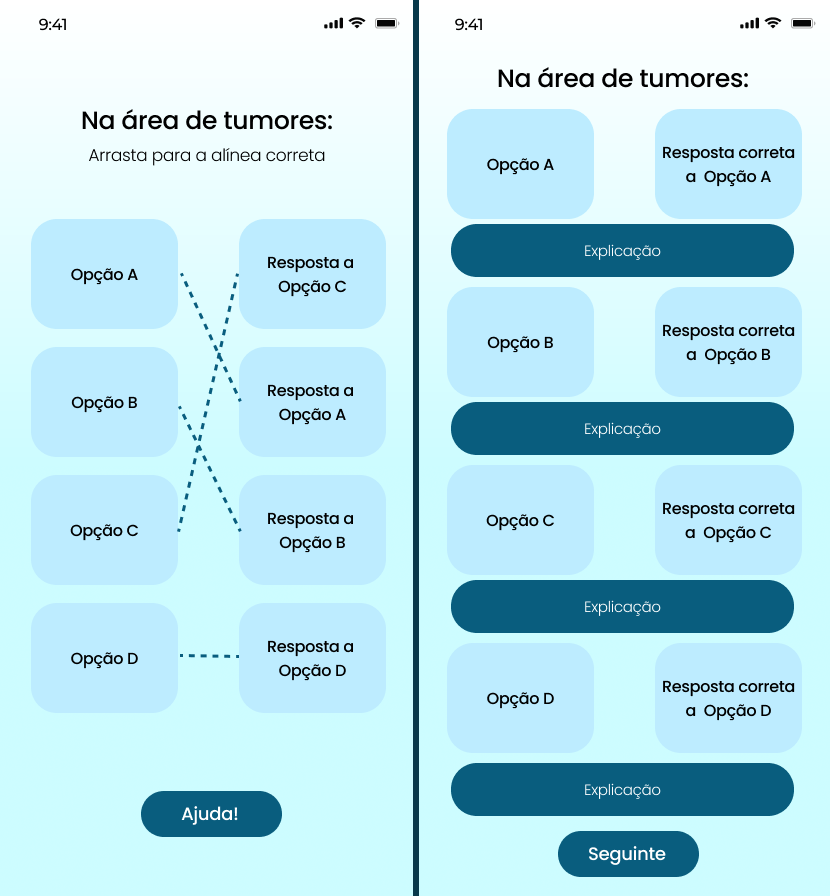 9:41
Na área de tumores:
Arrasta para a alínea correta
Opção A
Resposta a
Opção C
Opção B
Resposta a
Opção A
Opção C
Resposta a
Opção B
Opção D
Resposta a
Opção D
Ajuda!
9:41
Na área de tumores:
Opção A
Resposta correta
a Opção A
Explicação
Opção B
Resposta correta
a Opção B
Explicação
Opção C
Resposta correta
a Opção C
Explicação
Opção D
Resposta correta
a Opção D
Explicação
Seguinte